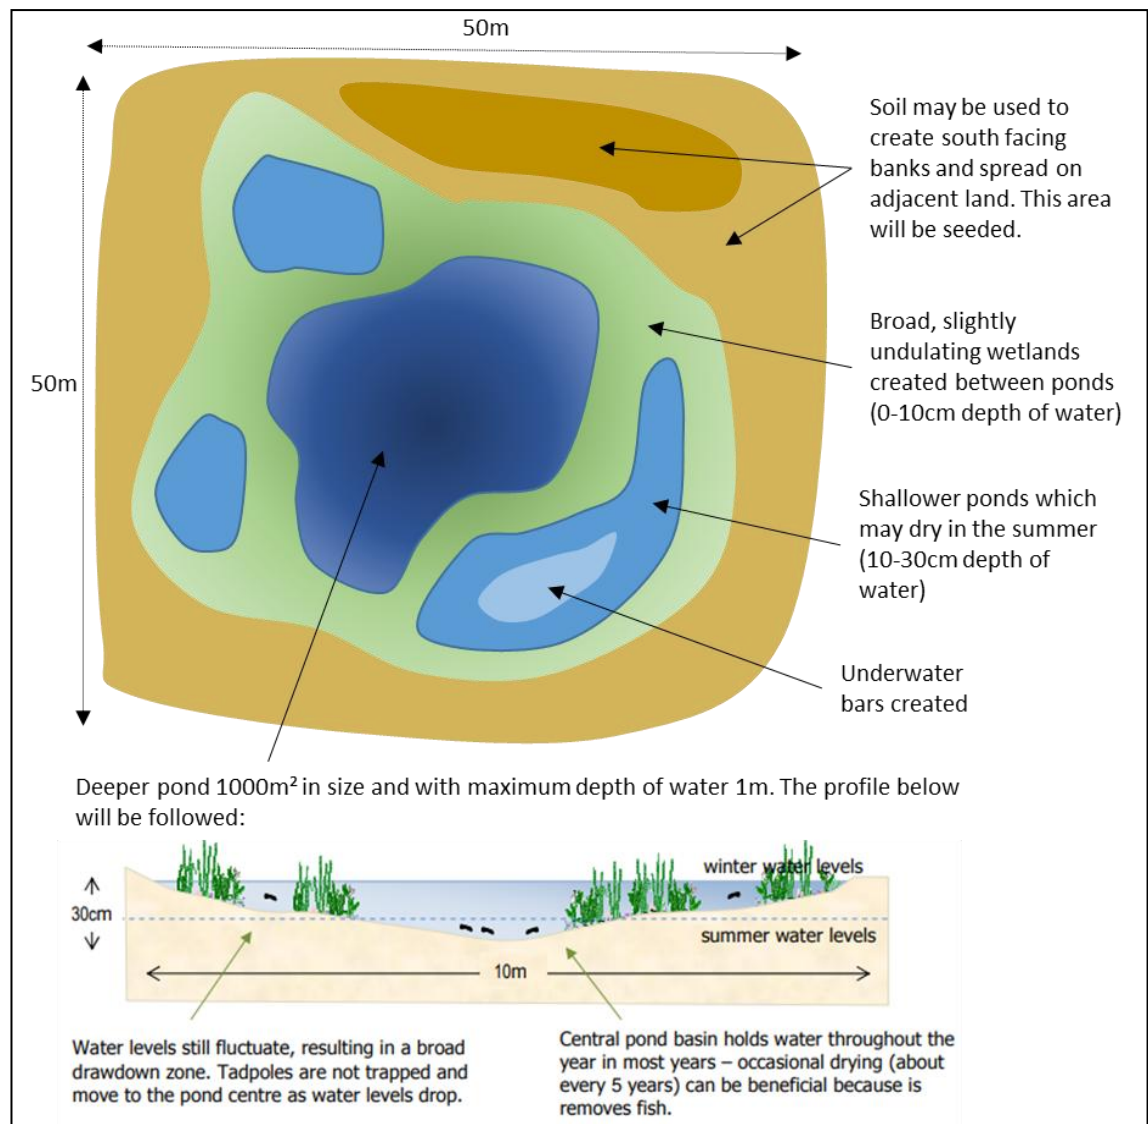 50m
50m
Soil may be used to
create south facing
banks and spread on
adjacent land. This area
will be seeded.
Broad, slightly
undulating wetlands
created between ponds
(0-10cm depth of water)
Shallower ponds which
may dry in the summer
(10-30cm depth of
water)
Underwater
bars created
Deeper pond 1000m² in size and with maximum depth of water 1m. The profile below
will be followed:
winter water levels
30cm
summer water levels
10m
Water levels still fluctuate, resulting in a broad
drawdown zone. Tadpoles are not trapped and
move to the pond centre as water levels drop.
Central pond basin holds water throughout the
year in most years – occasional drying (about
every 5 years) can be beneficial because is
removes fish.